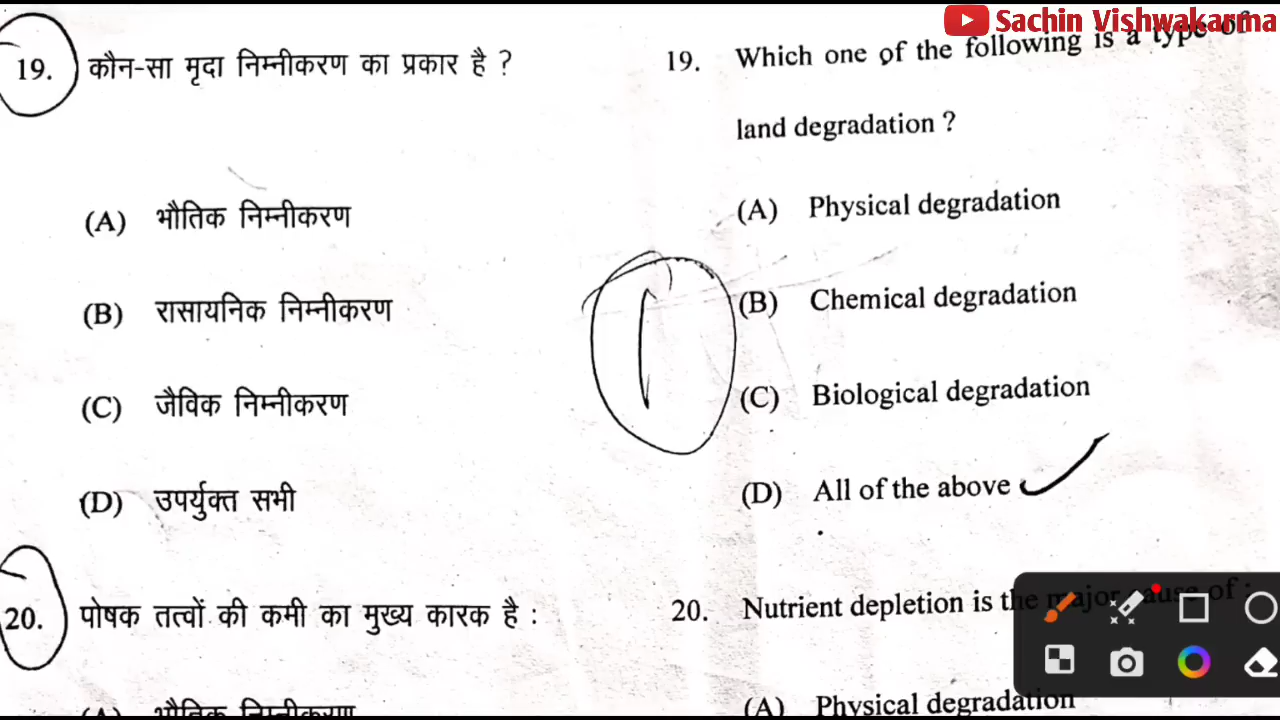 Sachin Vishwakarma
19. कौन-सा मृदा निम्नीकरण का प्रकार है ?
(A) भौतिक निम्नीकरण
(B) रासायनिक निम्नीकरण
(C) जैविक निम्नीकरण
(D) उपर्युक्त सभी
20. पोषक तत्वों की कमी का मुख्य कारक है :
(A) भौतिक निम्नीकरण
19. Which one of the following is a type of
land degradation ?
(A) Physical degradation
(B) Chemical degradation
(C) Biological degradation
(D) All of the above
20. Nutrient depletion is the major cause of :
(A) Physical degradation